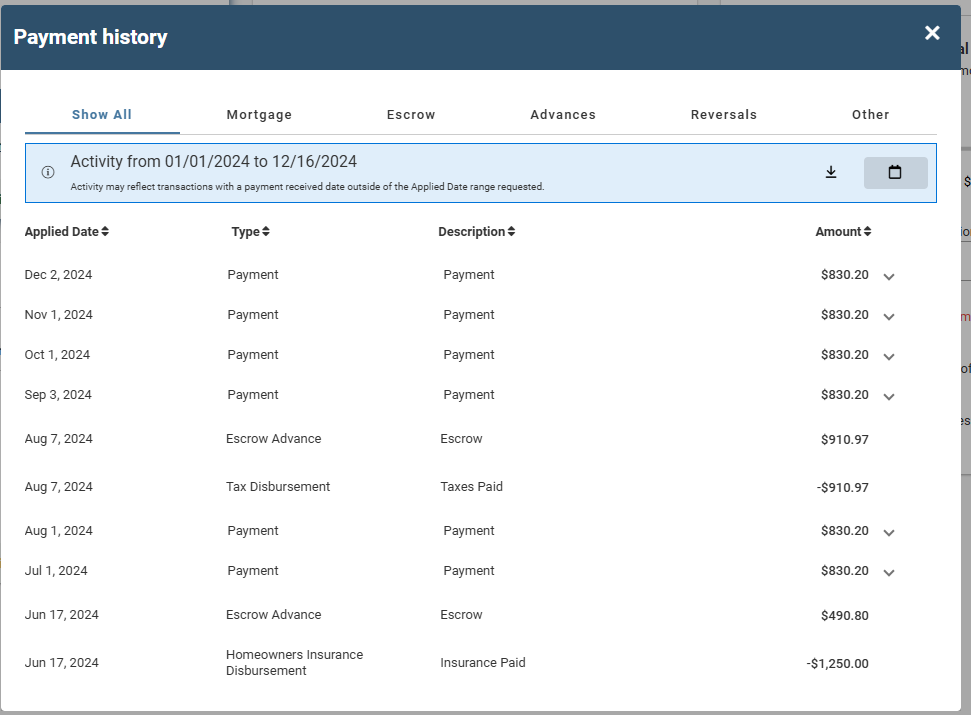 Payment history
Show All Mortgage Escrow Advances Reversals Other
Activity from 01/01/2024 to 12/16/2024
Activity may reflect transactions with a payment received date outside of the Applied Date range requested.
Applied Date Type Description Amount
Dec 2, 2024 Payment Payment $830.20
Nov 1, 2024 Payment Payment $830.20
Oct 1, 2024 Payment Payment $830.20
Sep 3, 2024 Payment Payment $830.20
Aug 7, 2024 Escrow Advance Escrow $910.97
Aug 7, 2024 Tax Disbursement Taxes Paid -$910.97
Aug 1, 2024 Payment Payment $830.20
Jul 1, 2024 Payment Payment $830.20
Jun 17, 2024 Escrow Advance Escrow $490.80
Jun 17, 2024 Homeowners Insurance Disbursement Insurance Paid -$1,250.00